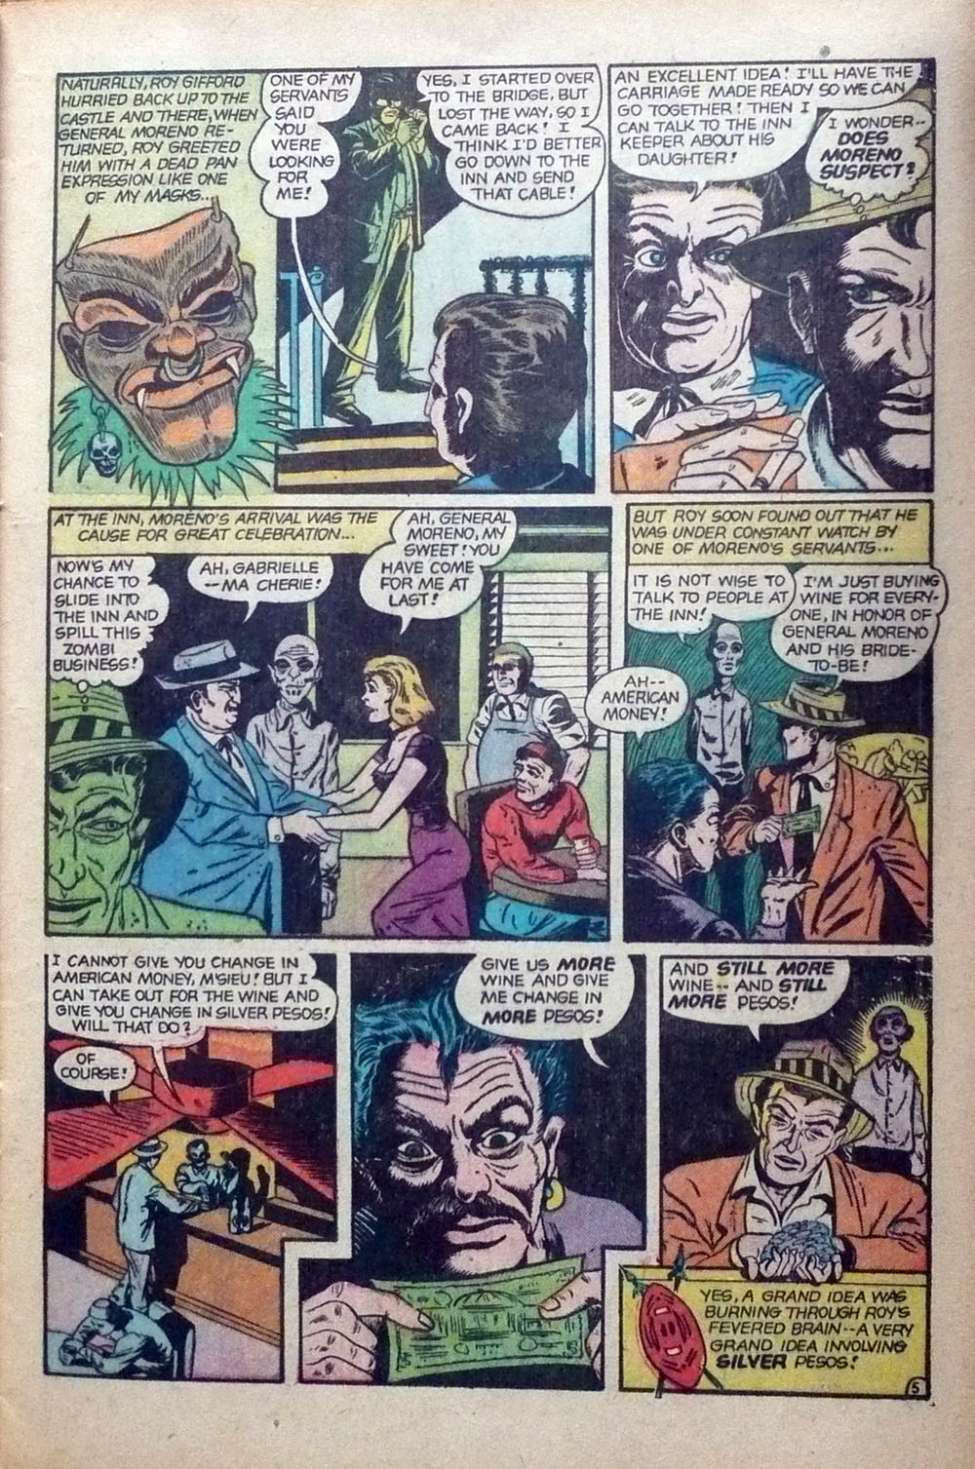 NATURALLY, ROY GIFFORD
HURRIED BACK UP TO THE
CASTLE AND THERE, WHEN
GENERAL MORENO RE-
TURNED, ROY GREETED
HIM WITH A DEAD PAN
EXPRESSION LIKE ONE
OF MY MASKS...
ONE OF MY
SERVANTS
SAID
YOU
WERE
LOOKING
FOR
ME!
YES, I STARTED OVER
TO THE BRIDGE, BUT
LOST THE WAY, SO I
CAME BACK! I
THINK I'D BETTER
GO DOWN TO THE
INN AND SEND
THAT CABLE!
AN EXCELLENT IDEA! I'LL HAVE THE
CARRIAGE MADE READY SO WE CAN
GO TOGETHER! THEN I
CAN TALK TO THE INN
KEEPER ABOUT HIS
DAUGHTER!
I WONDER--
DOES
MORENO
SUSPECT?
AT THE INN, MORENO'S ARRIVAL WAS THE
CAUSE FOR GREAT CELEBRATION...
NOW'S MY
CHANCE TO
SLIDE INTO
THE INN AND
SPILL THIS
ZOMBI
BUSINESS!
AH, GABRIELLE
--MA CHERIE!
AH, GENERAL
MORENO, MY
SWEET! YOU
HAVE COME
FOR ME AT
LAST!
BUT ROY SOON FOUND OUT THAT HE
WAS UNDER CONSTANT WATCH BY
ONE OF MORENO'S SERVANTS...
IT IS NOT WISE TO
TALK TO PEOPLE AT
THE INN!
I'M JUST BUYING
WINE FOR EVERY-
ONE, IN HONOR OF
GENERAL MORENO
AND HIS BRIDE-
TO-BE!
AH--
AMERICAN
MONEY!
I CANNOT GIVE YOU CHANGE IN
AMERICAN MONEY, M'SIEU! BUT I
CAN TAKE OUT FOR THE WINE AND
GIVE YOU CHANGE IN SILVER PESOS!
WILL THAT DO?
OF
COURSE!
GIVE US MORE
WINE AND GIVE
ME CHANGE IN
MORE PESOS!
AND STILL MORE
WINE-- AND STILL
MORE PESOS!
YES, A GRAND IDEA WAS
BURNING THROUGH ROY'S
FEVERED BRAIN--A VERY
GRAND IDEA INVOLVING
SILVER PESOS!
5